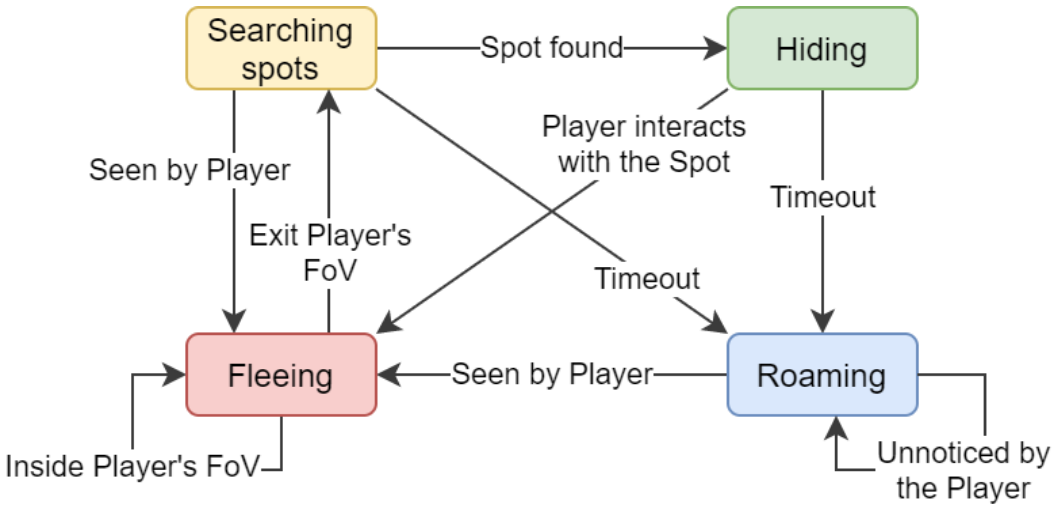 Searching
spots
Spot found
Hiding
Player interacts
with the Spot
Seen by Player
Timeout
Exit Player's
FoV
Timeout
Fleeing
Seen by Player
Roaming
Inside Player's FoV
Unnoticed by
the Player